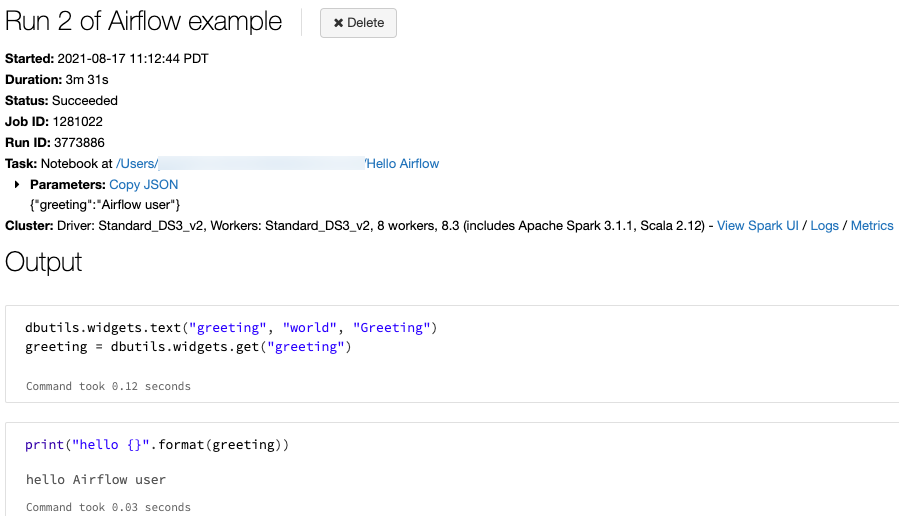 Run 2 of Airflow example
✖ Delete
Started: 2021-08-17 11:12:44 PDT
Duration: 3m 31s
Status: Succeeded
Job ID: 1281022
Run ID: 3773886
Task: Notebook at /Users/ /Hello Airflow
Parameters: Copy JSON
{"greeting":"Airflow user"}
Cluster: Driver: Standard_DS3_v2, Workers: Standard_DS3_v2, 8 workers, 8.3 (includes Apache Spark 3.1.1, Scala 2.12) - View Spark UI / Logs / Metrics
Output
dbutils.widgets.text("greeting", "world", "Greeting")
greeting = dbutils.widgets.get("greeting")
Command took 0.12 seconds
print("hello {}".format(greeting))
hello Airflow user
Command took 0.03 seconds